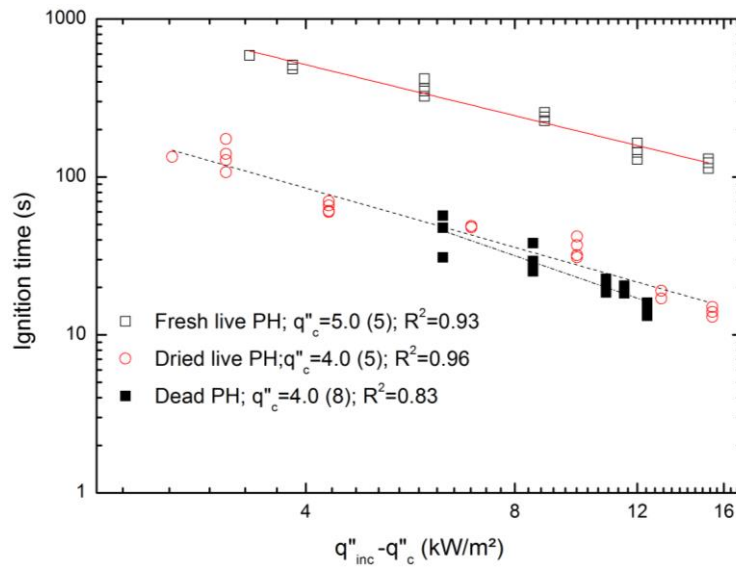 1000
100
10
1
Ignition time (s)
Fresh live PH; q"c=5.0 (5); R²=0.93
Dried live PH;q"c=4.0 (5); R²=0.96
Dead PH; q"c=4.0 (8); R²=0.83
4 8 12 16
q"inc-q"c (kW/m²)